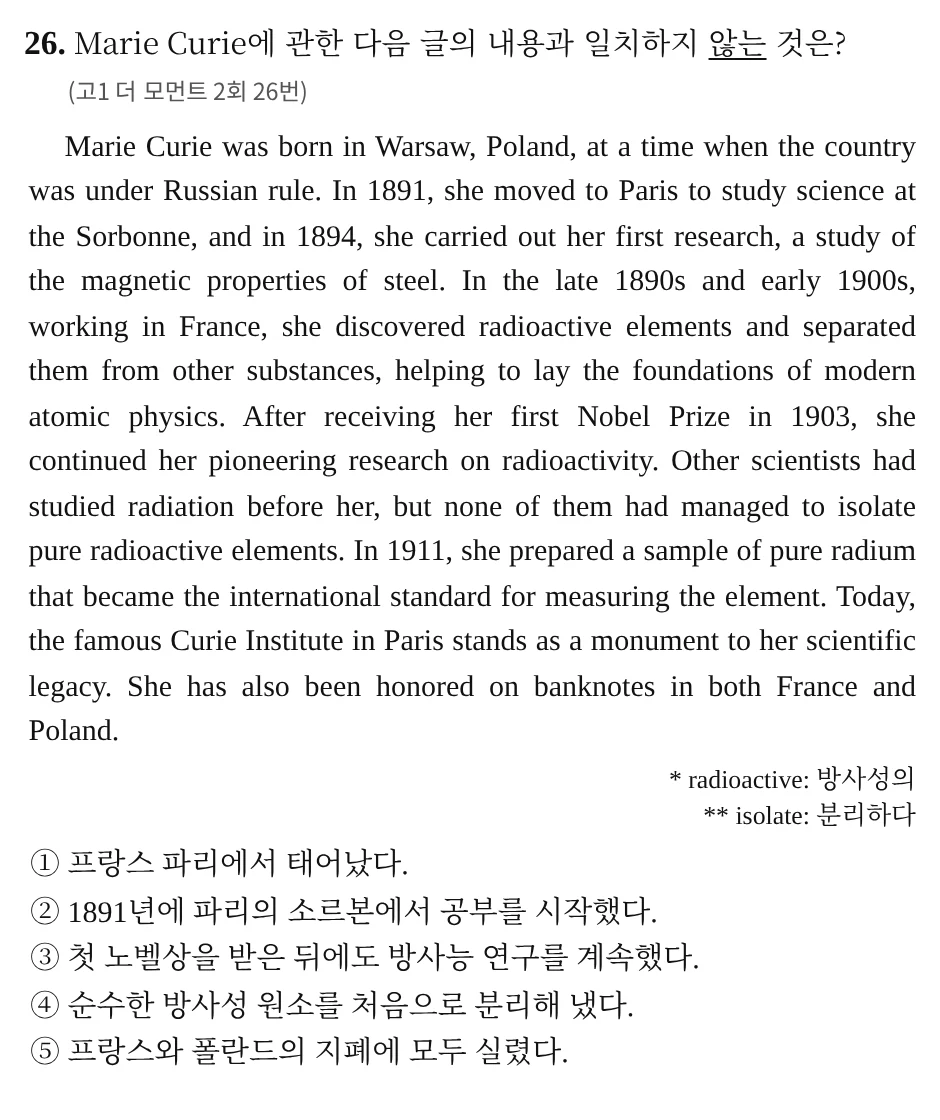 26. Marie Curie에 관한 다음 글의 내용과 일치하지 않는 것은?
(고1 더 모먼트 2회 26번)
Marie Curie was born in Warsaw, Poland, at a time when the country
was under Russian rule. In 1891, she moved to Paris to study science at
the Sorbonne, and in 1894, she carried out her first research, a study of
the magnetic properties of steel. In the late 1890s and early 1900s,
working in France, she discovered radioactive elements and separated
them from other substances, helping to lay the foundations of modern
atomic physics. After receiving her first Nobel Prize in 1903, she
continued her pioneering research on radioactivity. Other scientists had
studied radiation before her, but none of them had managed to isolate
pure radioactive elements. In 1911, she prepared a sample of pure radium
that became the international standard for measuring the element. Today,
the famous Curie Institute in Paris stands as a monument to her scientific
legacy. She has also been honored on banknotes in both France and
Poland.
* radioactive: 방사성의
** isolate: 분리하다
① 프랑스 파리에서 태어났다.
② 1891년에 파리의 소르본에서 공부를 시작했다.
③ 첫 노벨상을 받은 뒤에도 방사능 연구를 계속했다.
④ 순수한 방사성 원소를 처음으로 분리해 냈다.
⑤ 프랑스와 폴란드의 지폐에 모두 실렸다.